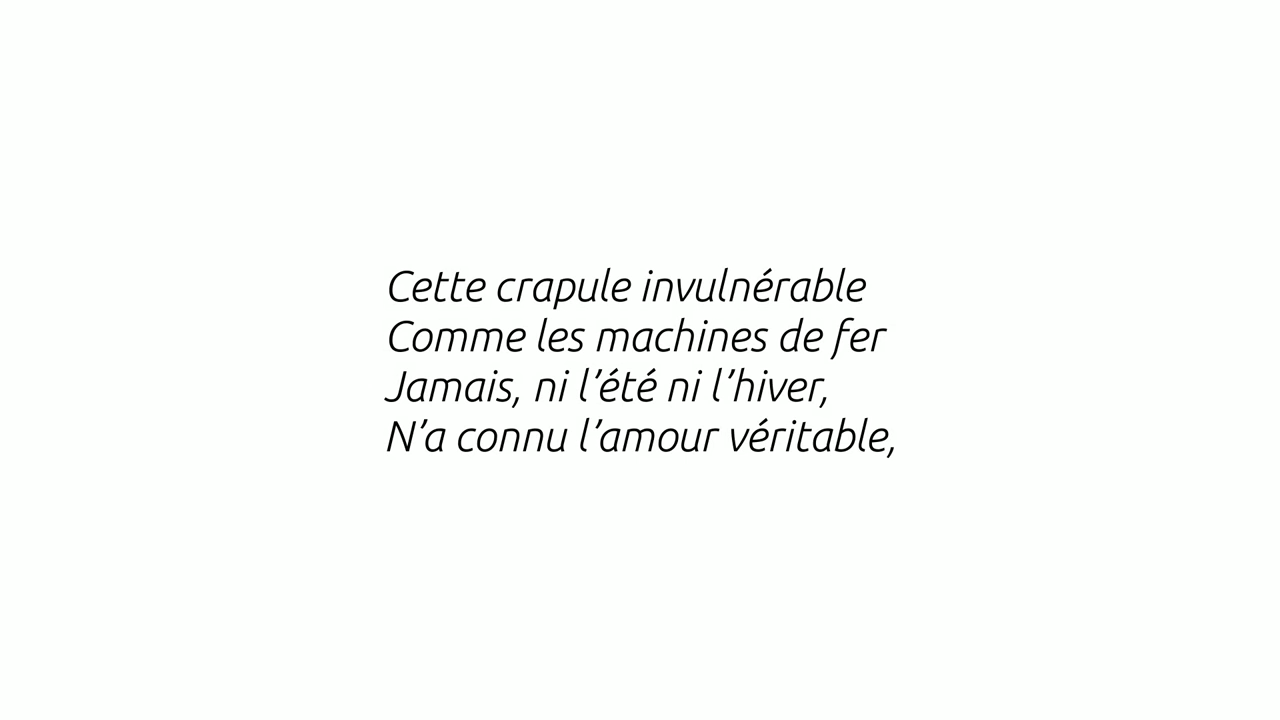 Cette crapule invulnérable
Comme les machines de fer
Jamais, ni l’été ni l’hiver,
N’a connu l’amour véritable,